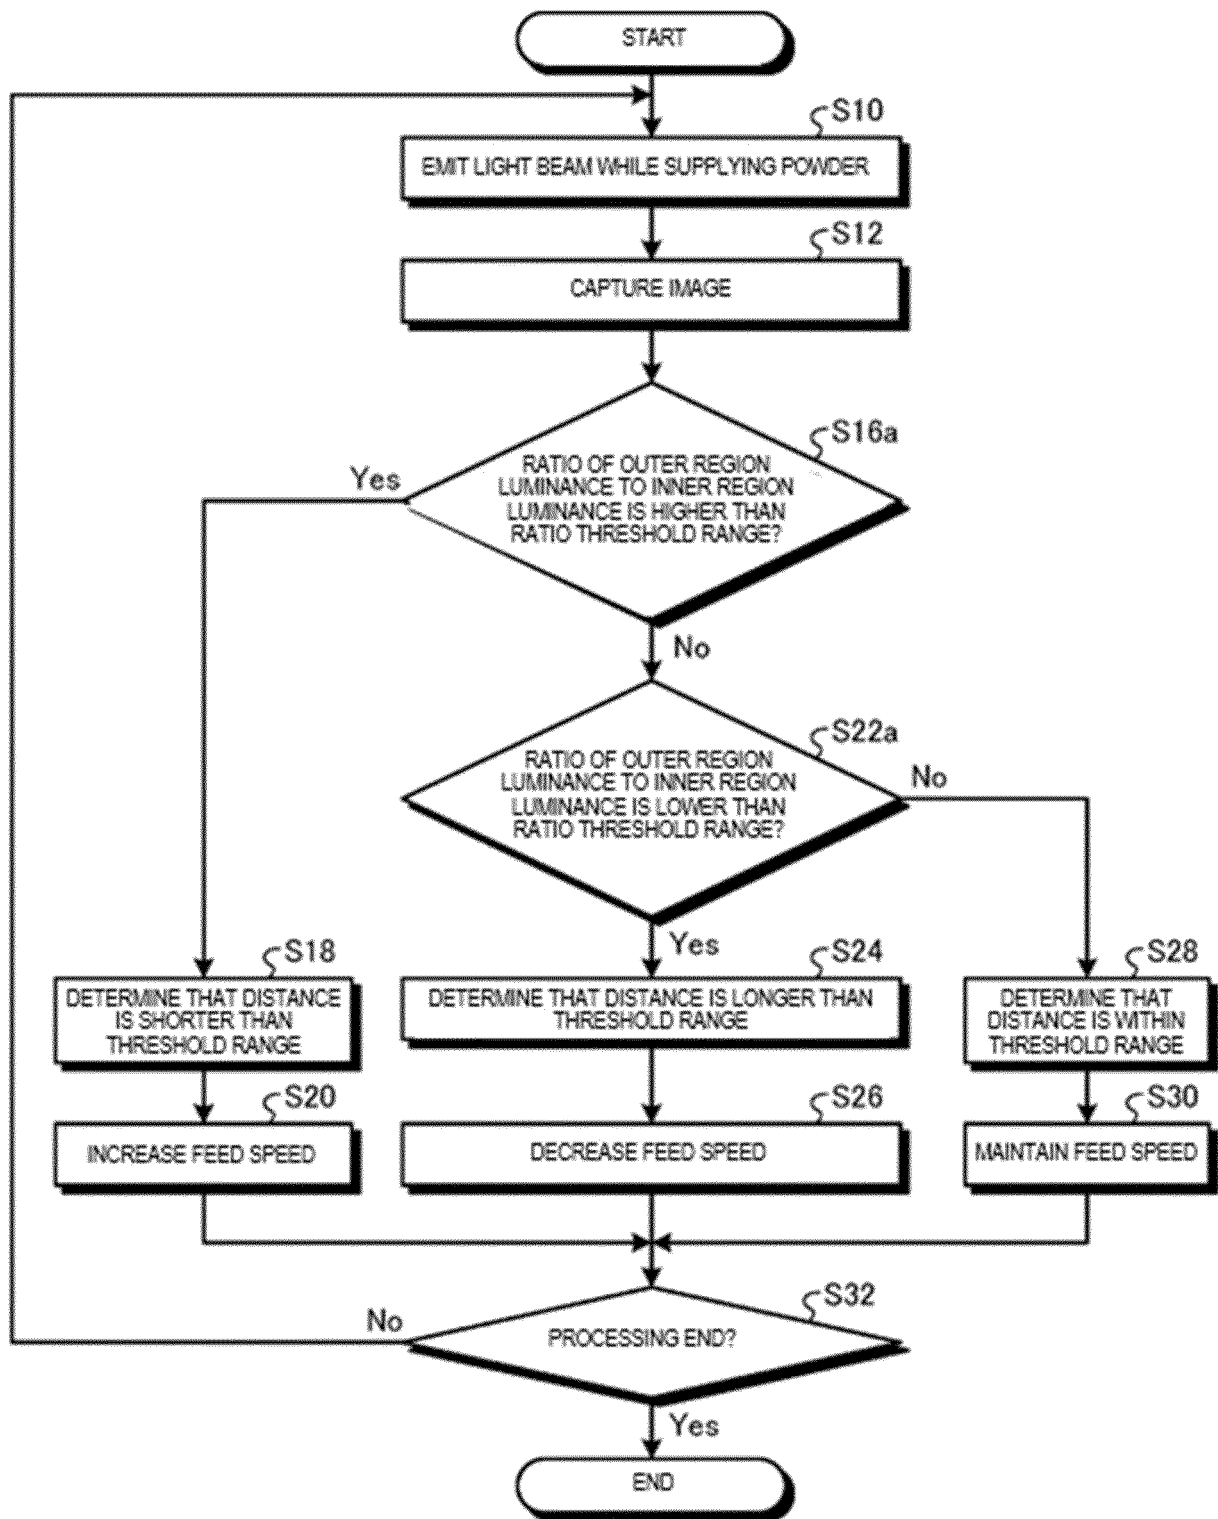 START
S10
EMIT LIGHT BEAM WHILE SUPPLYING POWDER
S12
CAPTURE IMAGE
S16a
RATIO OF OUTER REGION
LUMINANCE TO INNER REGION
LUMINANCE IS HIGHER THAN
RATIO THRESHOLD RANGE?
Yes
No
S22a
RATIO OF OUTER REGION
LUMINANCE TO INNER REGION
LUMINANCE IS LOWER THAN
RATIO THRESHOLD RANGE?
No
Yes
S18
DETERMINE THAT DISTANCE
IS SHORTER THAN
THRESHOLD RANGE
S24
DETERMINE THAT DISTANCE IS LONGER THAN
THRESHOLD RANGE
S28
DETERMINE THAT
DISTANCE IS WITHIN
THRESHOLD RANGE
S20
INCREASE FEED SPEED
S26
DECREASE FEED SPEED
S30
MAINTAIN FEED SPEED
S32
PROCESSING END?
No
Yes
END